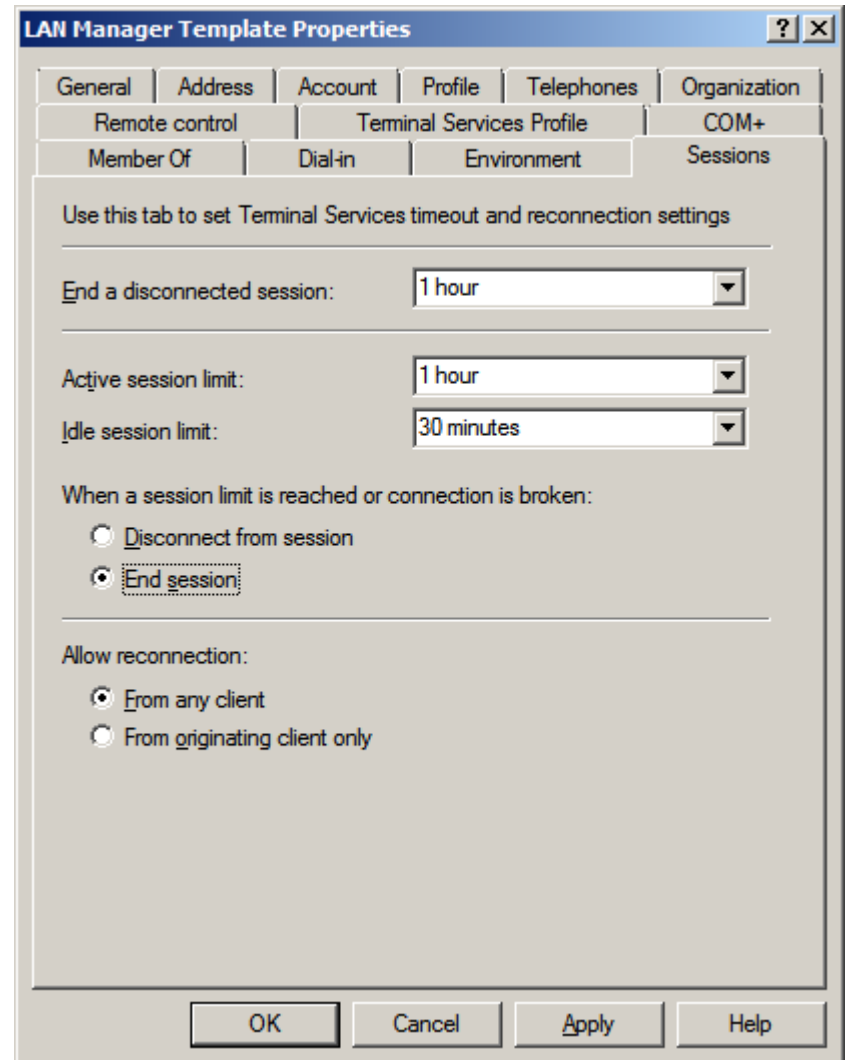 LAN Manager Template Properties
General Address Account Profile Telephones Organization
Remote control Terminal Services Profile COM+
Member Of Dial-in Environment Sessions
Use this tab to set Terminal Services timeout and reconnection settings
End a disconnected session: 1 hour
Active session limit: 1 hour
Idle session limit: 30 minutes
When a session limit is reached or connection is broken:
Disconnect from session
End session
Allow reconnection:
From any client
From originating client only
OK Cancel Apply Help